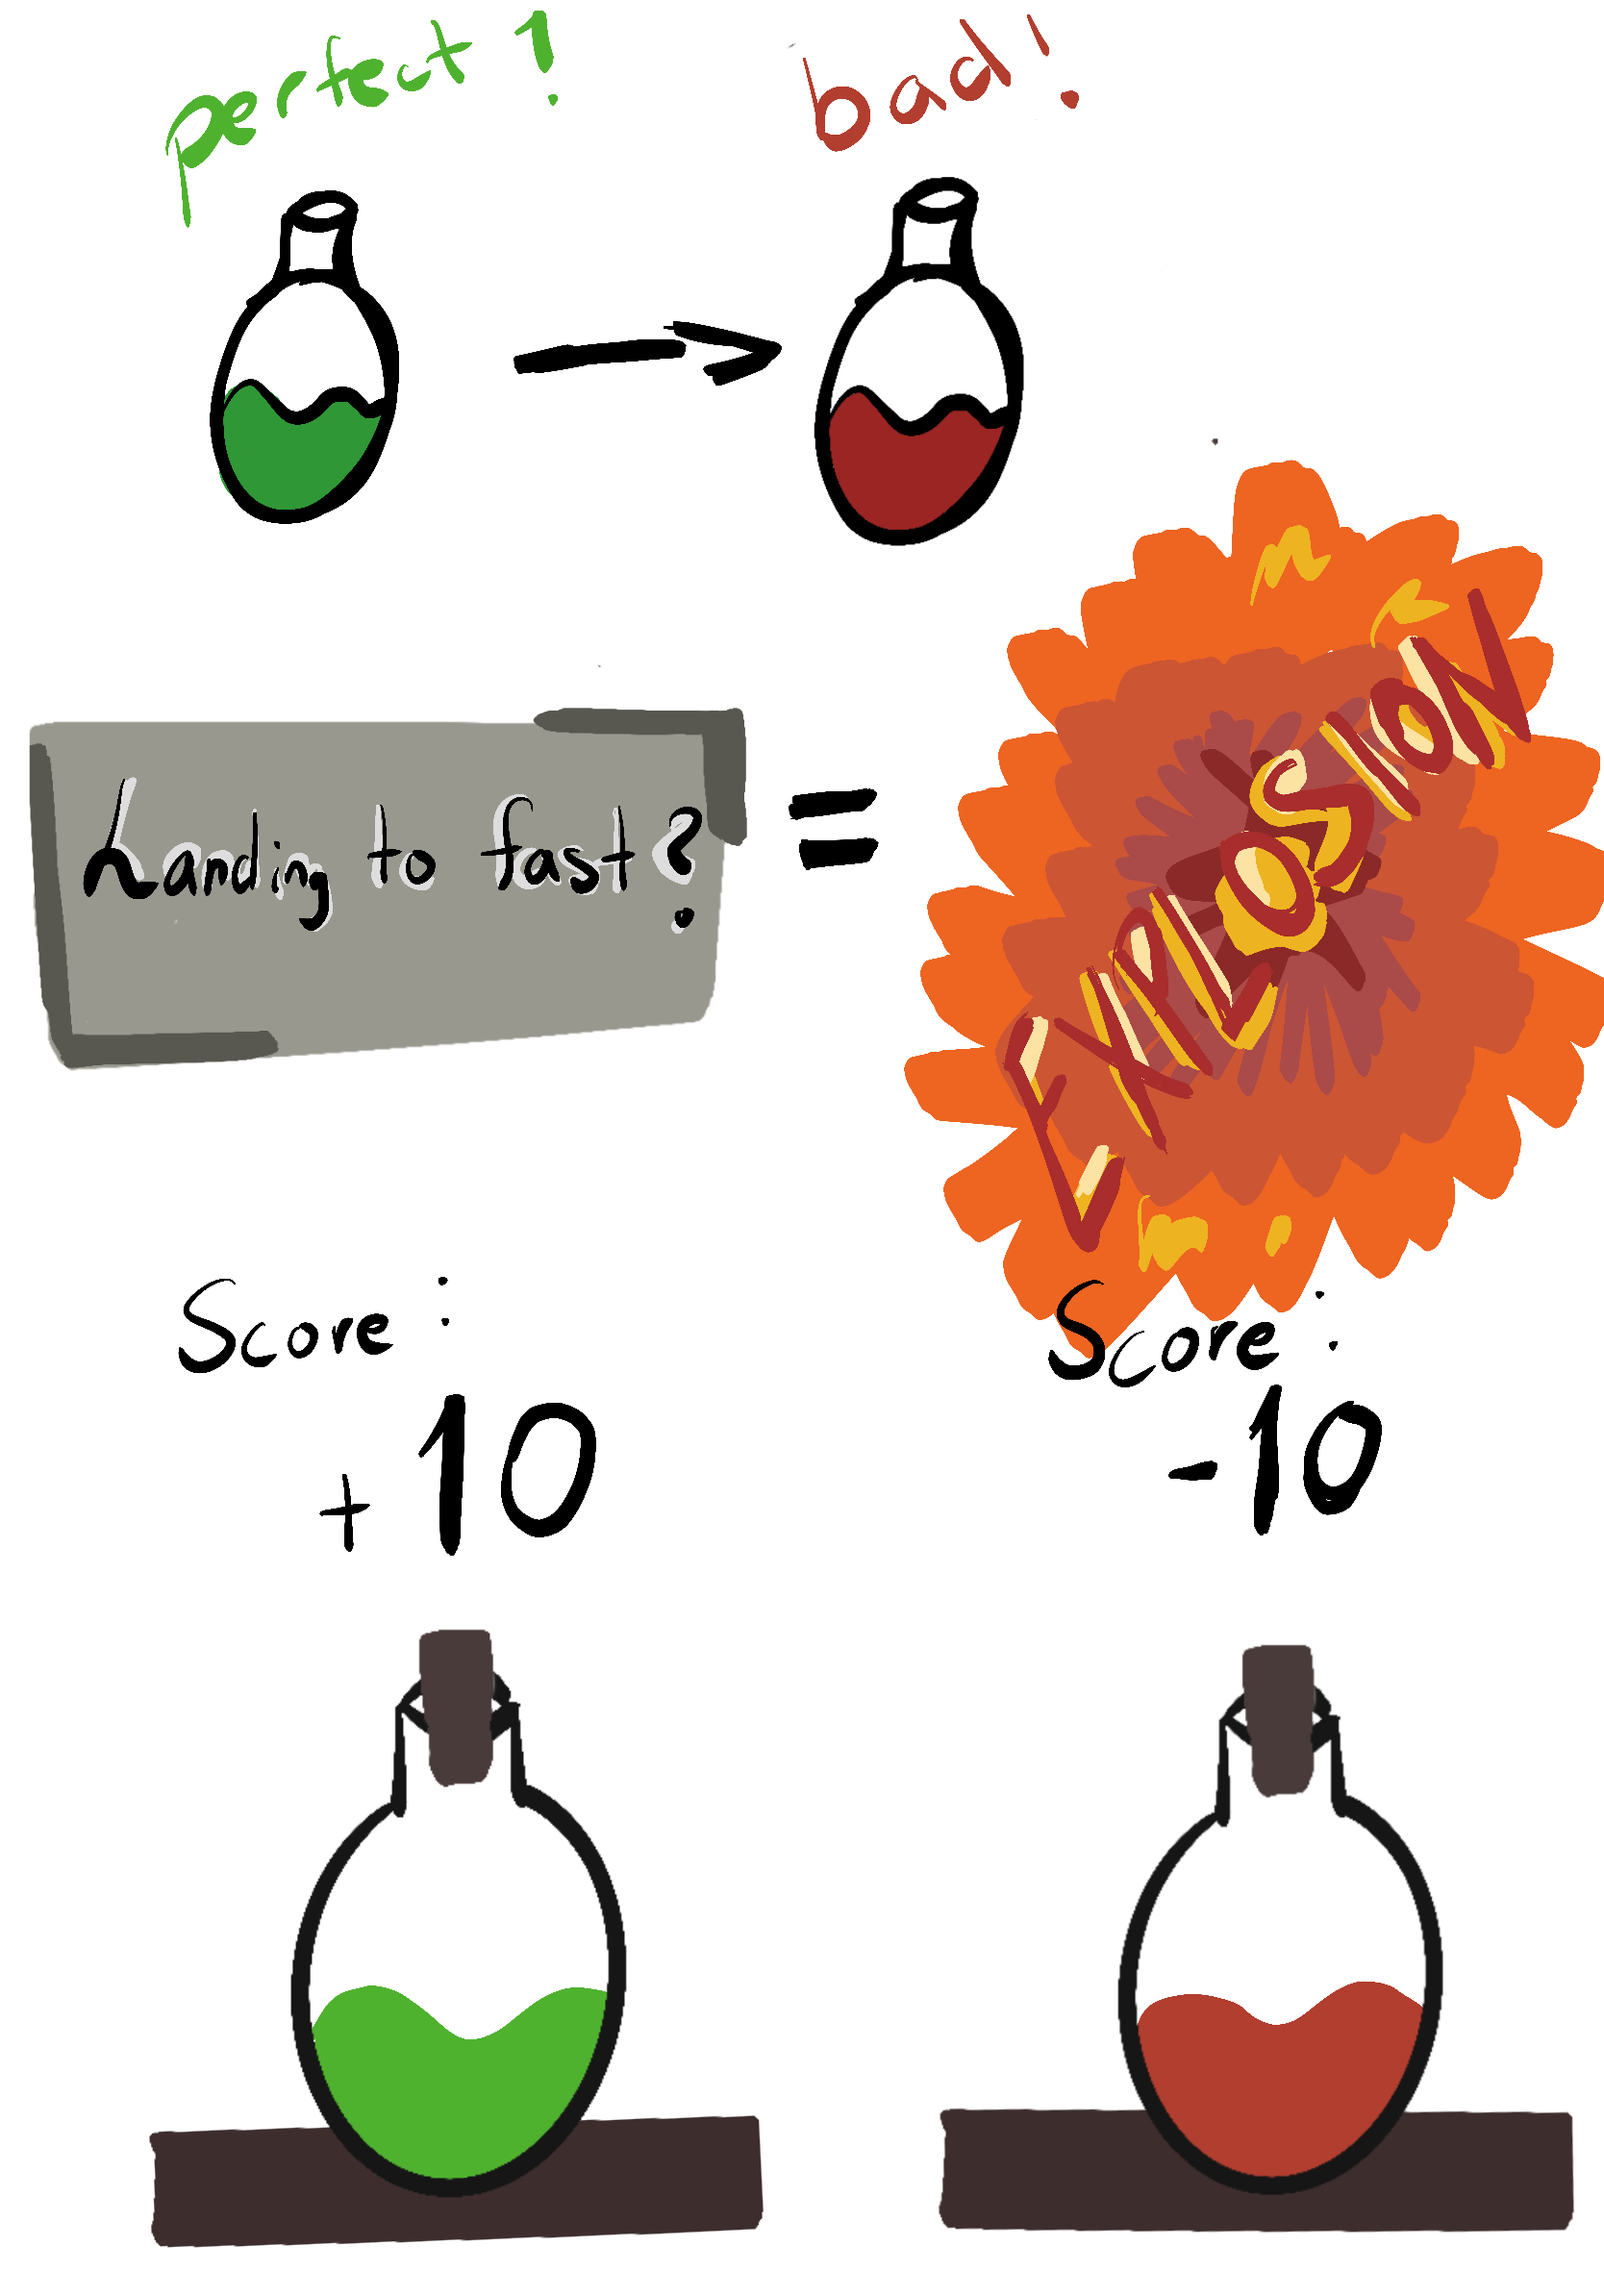 perfect!
bad!
Landing to fast?
=
EXPLOSION
Score:
+10
Score:
-10